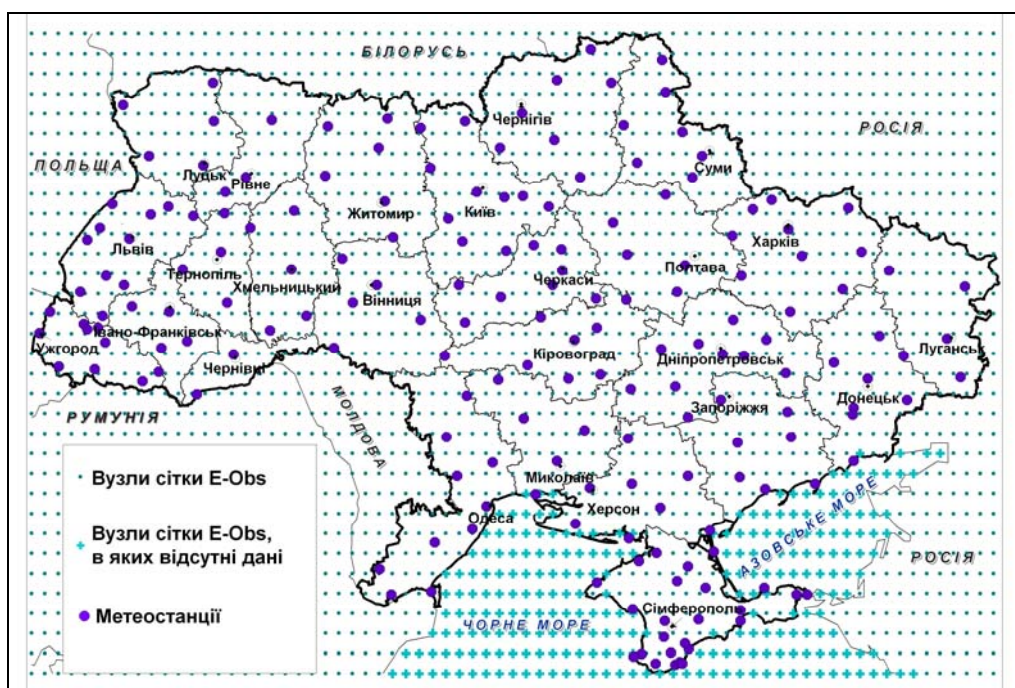 БІЛОРУСЬ
РОСІЯ
Чернігів
ПОЛЬЩА
Суми
Луцьк
Рівне
Житомир
Київ
Харків
Львів
Полтава
Тернопіль
Черкаси
Хмельницький
Вінниця
Івано-Франківськ
Ужгород
Луганськ
Кіровоград
Дніпропетровськ
Чернівці
Донецьк
Запоріжжя
РУМУНІЯ
МОЛДОВА
Вузли сітки E-Obs
Миколаїв
Херсон
Одеса
Вузли сітки E-Obs,
в яких відсутні дані
АЗОВСЬКЕ МОРЕ
РОСІЯ
Метеостанції
Сімферополь
ЧОРНЕ МОРЕ